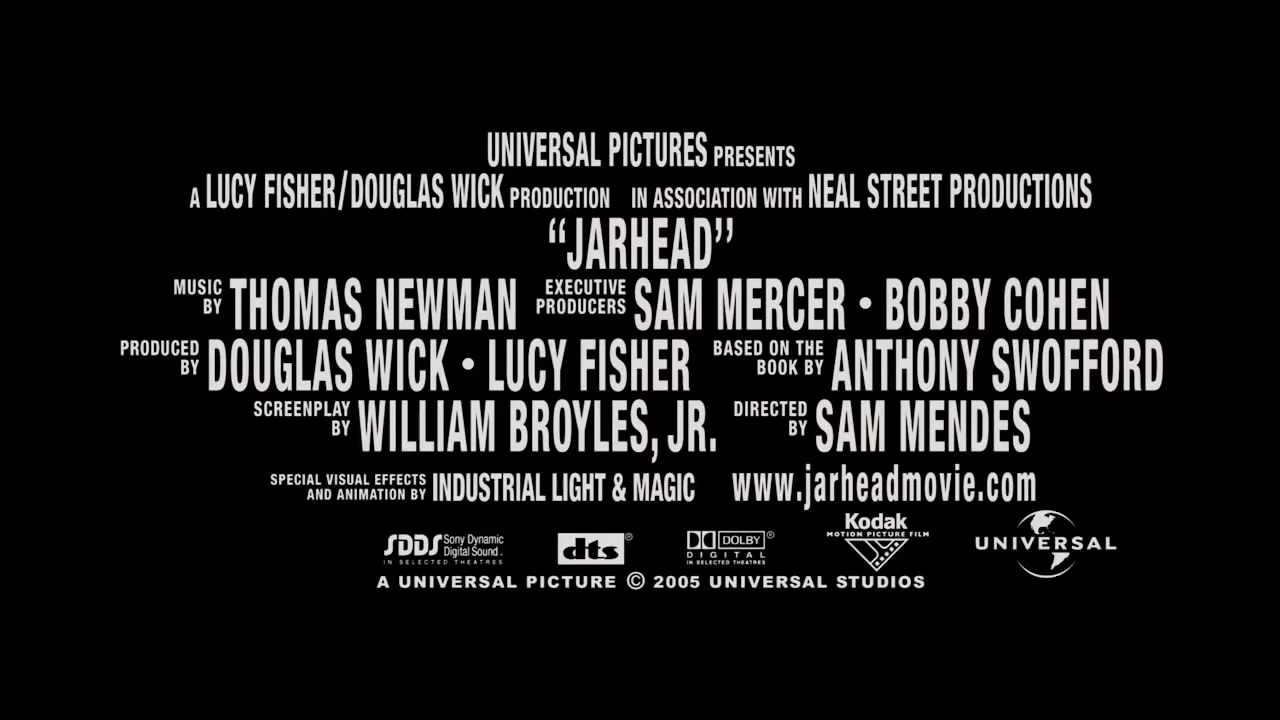 UNIVERSAL PICTURES PRESENTS
A LUCY FISHER/DOUGLAS WICK PRODUCTION IN ASSOCIATION WITH NEAL STREET PRODUCTIONS
“JARHEAD”
MUSIC BY THOMAS NEWMAN EXECUTIVE PRODUCERS SAM MERCER • BOBBY COHEN
PRODUCED BY DOUGLAS WICK • LUCY FISHER BASED ON THE BOOK BY ANTHONY SWOFFORD
SCREENPLAY BY WILLIAM BROYLES, JR. DIRECTED BY SAM MENDES
SPECIAL VISUAL EFFECTS AND ANIMATION BY INDUSTRIAL LIGHT & MAGIC www.jarheadmovie.com
SDDS Sony Dynamic Digital Sound™ IN SELECTED THEATRES dts® DOLBY® DIGITAL IN SELECTED THEATRES Kodak MOTION PICTURE FILM UNIVERSAL
A UNIVERSAL PICTURE © 2005 UNIVERSAL STUDIOS